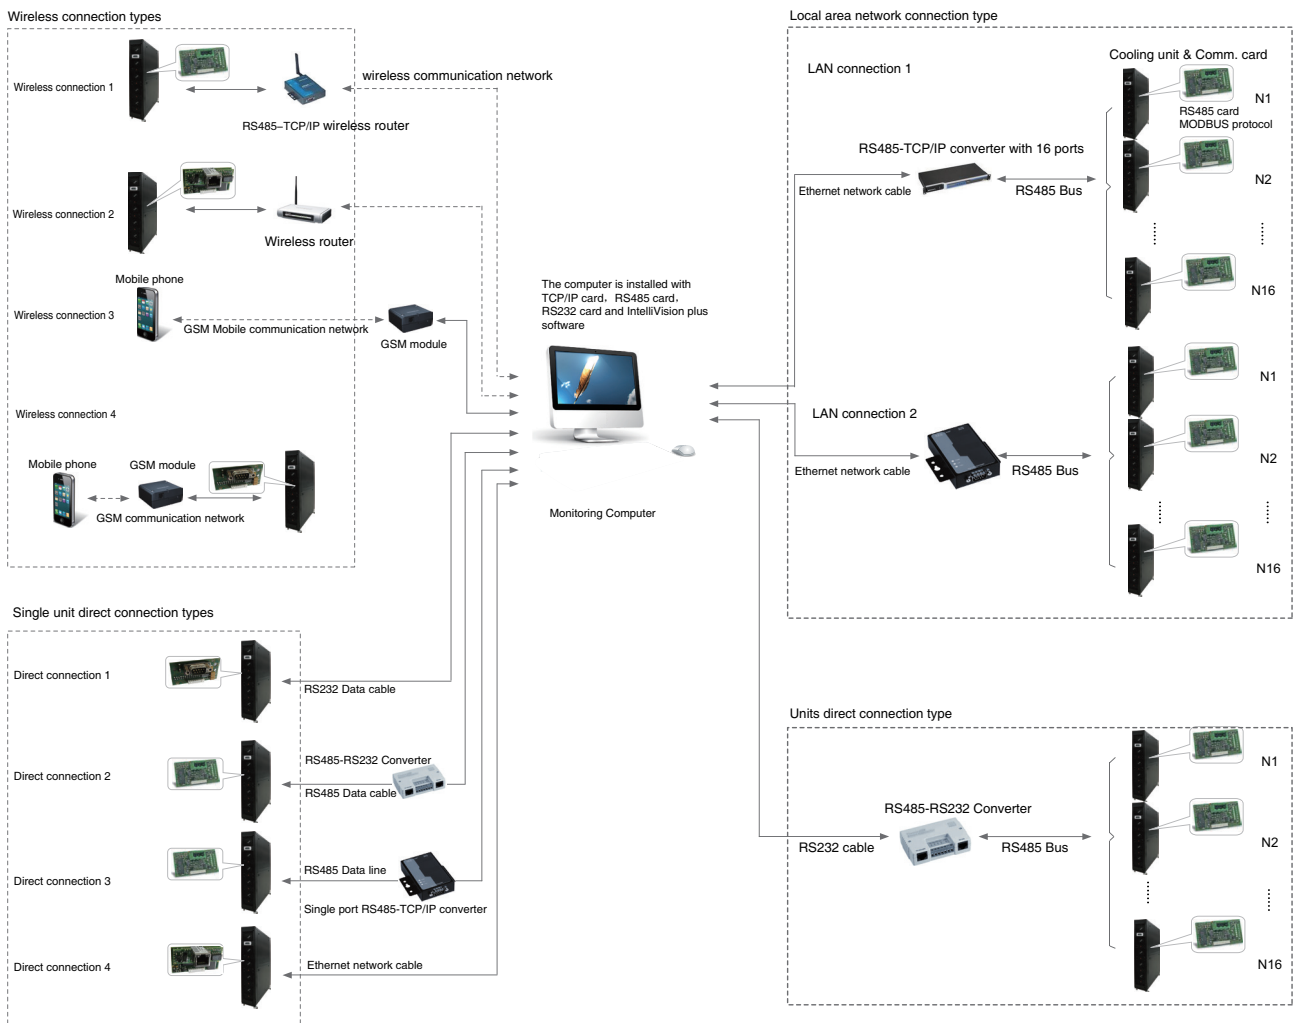 Wireless connection types
Wireless connection 1
wireless communication network
RS485–TCP/IP wireless router
Wireless connection 2
Wireless router
Mobile phone
Wireless connection 3
GSM Mobile communication network
GSM module
Wireless connection 4
Mobile phone
GSM module
GSM communication network
The computer is installed with
TCP/IP card，RS485 card，
RS232 card and IntelliVision plus
software
Monitoring Computer
Single unit direct connection types
Direct connection 1
RS232 Data cable
Direct connection 2
RS485-RS232 Converter
RS485 Data cable
Direct connection 3
RS485 Data line
Single port RS485-TCP/IP converter
Direct connection 4
Ethernet network cable
Local area network connection type
LAN connection 1
Cooling unit & Comm. card
N1
RS485 card
MODBUS protocol
RS485-TCP/IP converter with 16 ports
Ethernet network cable
RS485 Bus
N2
N16
LAN connection 2
Ethernet network cable
RS485 Bus
N1
N2
N16
Units direct connection type
N1
RS485-RS232 Converter
RS232 cable
RS485 Bus
N2
N16